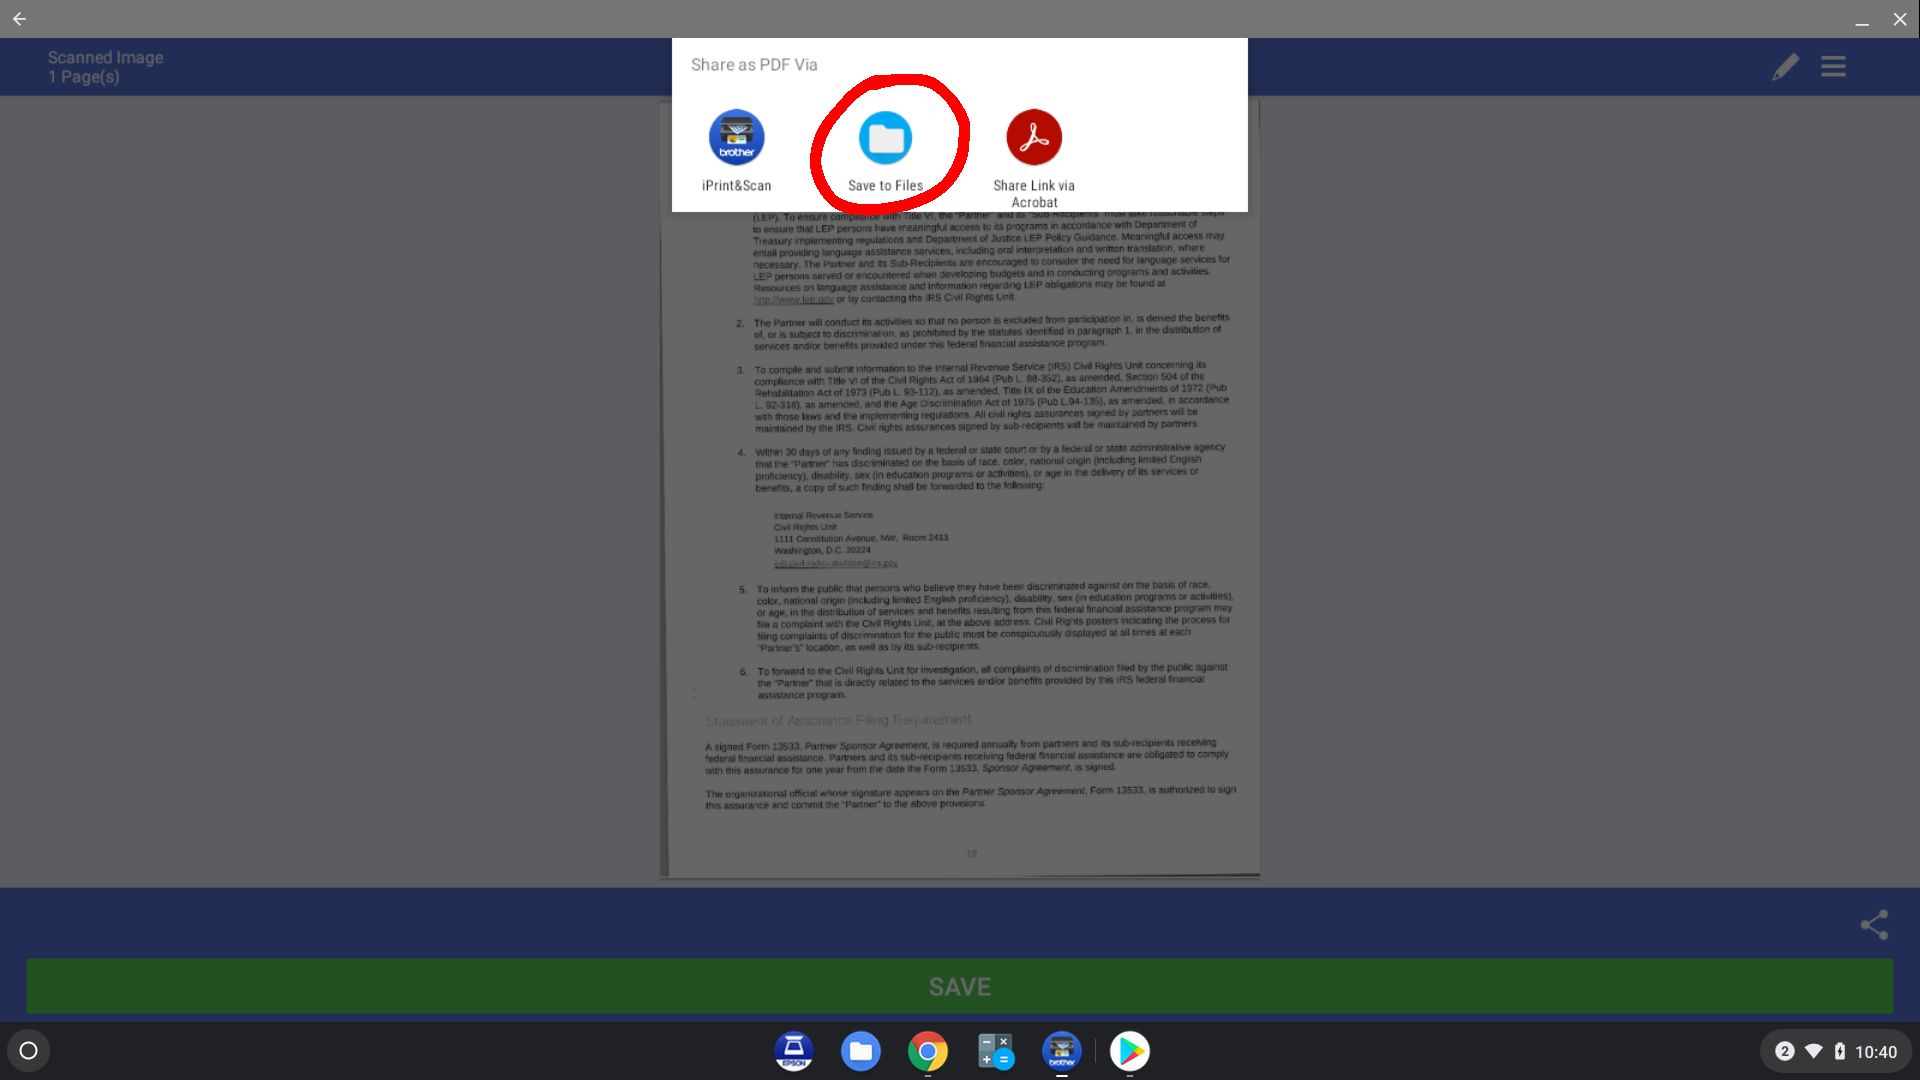 Scanned Image
1 Page(s)
Share as PDF Via
brother
iPrint&Scan
Save to Files
Share Link via
Acrobat
(LEP). To ensure compliance with Title VI, the "Partner" and its "Sub-Recipients" must take reasonable steps
to ensure that LEP persons have meaningful access to its programs in accordance with Department of
Treasury implementing regulations and Department of Justice LEP Policy Guidance. Meaningful access may
entail providing language assistance services, including oral interpretation and written translation, where
necessary. The Partner and its Sub-Recipients are encouraged to consider the need for language services for
LEP persons served or encountered when developing budgets and in conducting programs and activities.
Resources on language assistance and information regarding LEP obligations may be found at
http://www.lep.gov or by contacting the IRS Civil Rights Unit.
2. The Partner will conduct its activities so that no person is excluded from participation in, is denied the benefits
of, or is subject to discrimination, as prohibited by the statutes identified in paragraph 1, in the distribution of
services and/or benefits provided under this federal financial assistance program.
3. To compile and submit information to the Internal Revenue Service (IRS) Civil Rights Unit concerning its
compliance with Title VI of the Civil Rights Act of 1964 (Pub L. 88-352), as amended, Section 504 of the
Rehabilitation Act of 1973 (Pub L. 93-112), as amended, Title IX of the Education Amendments of 1972 (Pub
L. 92-318), as amended, and the Age Discrimination Act of 1975 (Pub L.94-135), as amended, in accordance
with those laws and the implementing regulations. All civil rights assurances signed by partners will be
maintained by the IRS. Civil rights assurances signed by sub-recipients will be maintained by partners.
4. Within 30 days of any finding issued by a federal or state court or by a federal or state administrative agency
that the "Partner" has discriminated on the basis of race, color, national origin (including limited English
proficiency), disability, sex (in education programs or activities), or age in the delivery of its services or
benefits, a copy of such finding shall be forwarded to the following:
Internal Revenue Service
Civil Rights Unit
1111 Constitution Avenue, NW, Room 2413
Washington, D.C. 20224
edi.civil.rights.division@irs.gov
5. To inform the public that persons who believe they have been discriminated against on the basis of race,
color, national origin (including limited English proficiency), disability, sex (in education programs or activities),
or age, in the distribution of services and benefits resulting from this federal financial assistance program may
file a complaint with the Civil Rights Unit, at the above address. Civil Rights posters indicating the process for
filing complaints of discrimination for the public must be conspicuously displayed at all times at each
"Partner's" location, as well as by its sub-recipients.
6. To forward to the Civil Rights Unit for investigation, all complaints of discrimination filed by the public against
the "Partner" that is directly related to the services and/or benefits provided by this IRS federal financial
assistance program.
Statement of Assurance Filing Requirement
A signed Form 13533, Partner Sponsor Agreement, is required annually from partners and its sub-recipients receiving
federal financial assistance. Partners and its sub-recipients receiving federal financial assistance are obligated to comply
with this assurance for one year from the date the Form 13533, Sponsor Agreement, is signed.
The organizational official whose signature appears on the Partner Sponsor Agreement, Form 13533, is authorized to sign
this assurance and commit the "Partner" to the above provisions.
19
SAVE
EPSON
brother
2
10:40